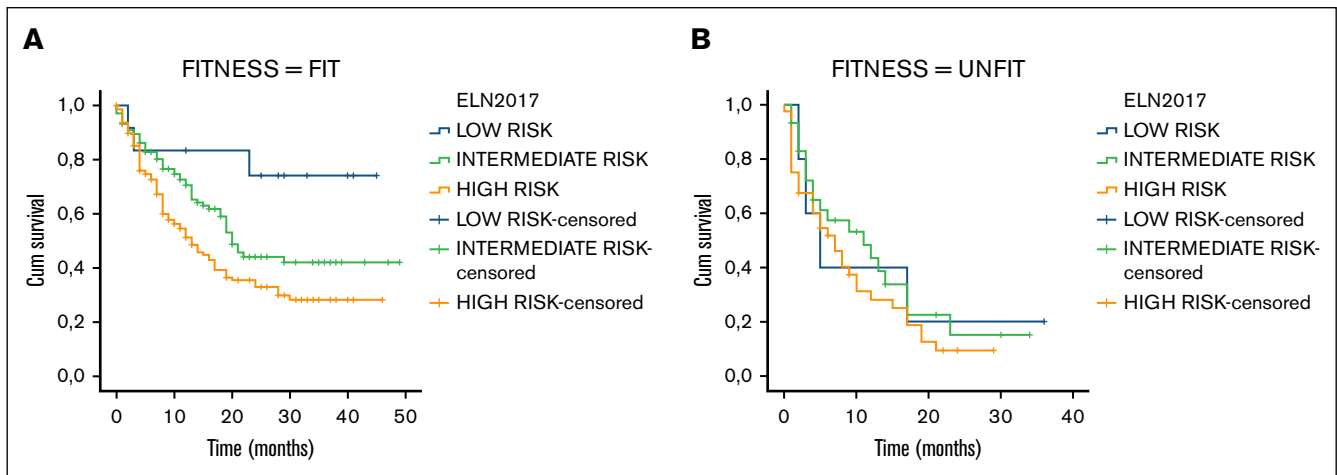 A
FITNESS = FIT
Cum survival
1,0
0,8
0,6
0,4
0,2
0,0
0 10 20 30 40 50
Time (months)
ELN2017
LOW RISK
INTERMEDIATE RISK
HIGH RISK
LOW RISK-censored
INTERMEDIATE RISK-
censored
HIGH RISK-censored
B
FITNESS = UNFIT
Cum survival
1,0
0,8
0,6
0,4
0,2
0,0
0 10 20 30 40
Time (months)
ELN2017
LOW RISK
INTERMEDIATE RISK
HIGH RISK
LOW RISK-censored
INTERMEDIATE RISK-
censored
HIGH RISK-censored